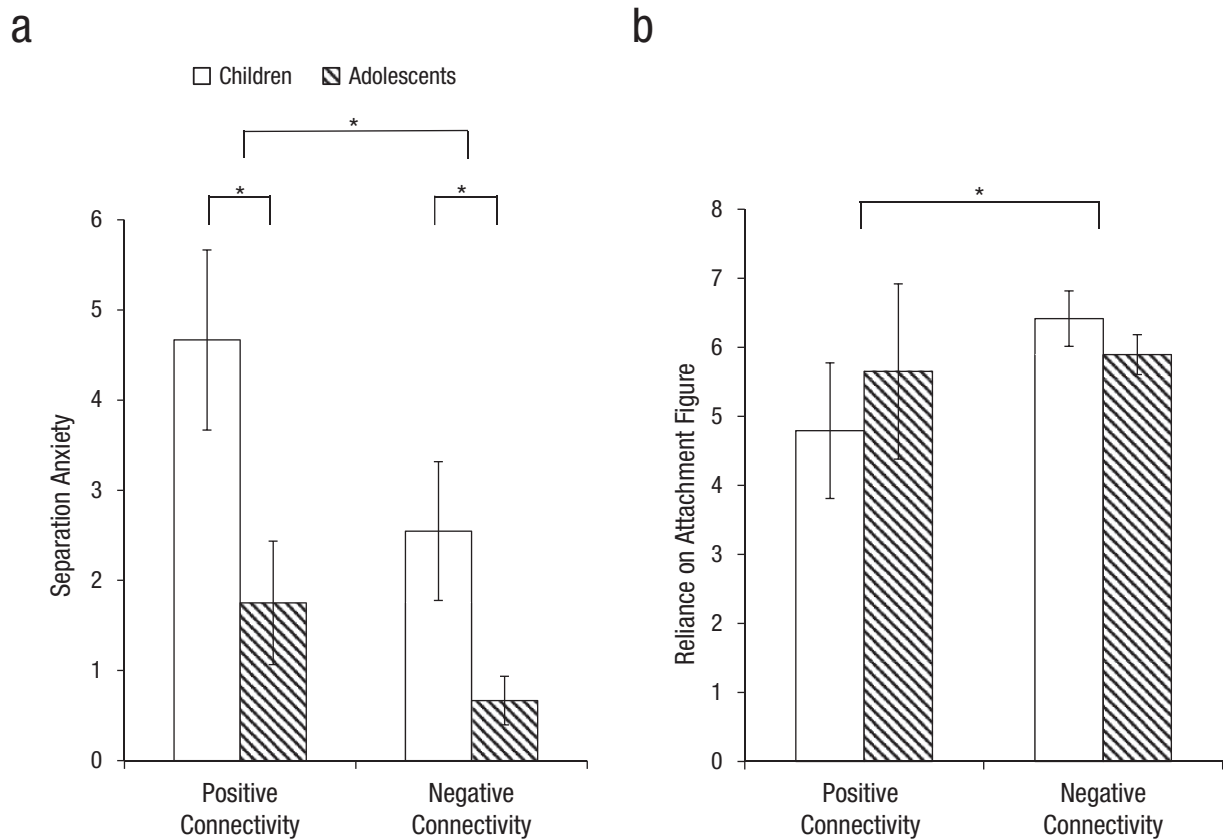 a
Children Adolescents
*
* *
6
5
4
3
2
1
0
Separation Anxiety
Positive
Connectivity
Negative
Connectivity
b
*
8
7
6
5
4
3
2
1
0
Reliance on Attachment Figure
Positive
Connectivity
Negative
Connectivity